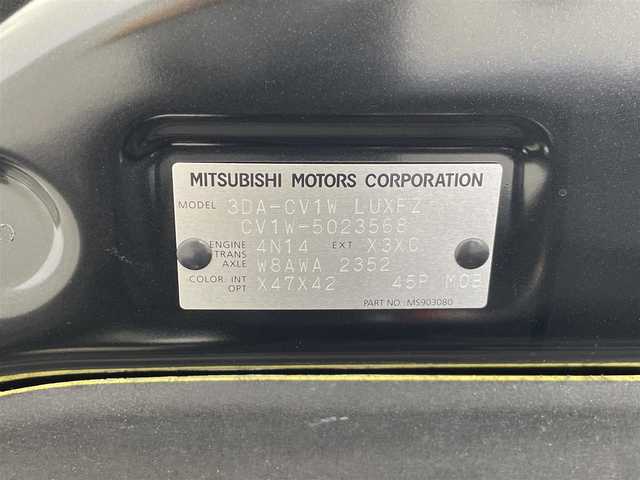 MITSUBISHI MOTORS CORPORATION
MODEL 3DA-CV1W LUXFZ
CV1W-5023568
ENGINE 4N14 EXT X3XC
TRANS AXLE W8AWA 2352
COLOR. INT OPT X47X42 45P M0B
PART NO : MS903080